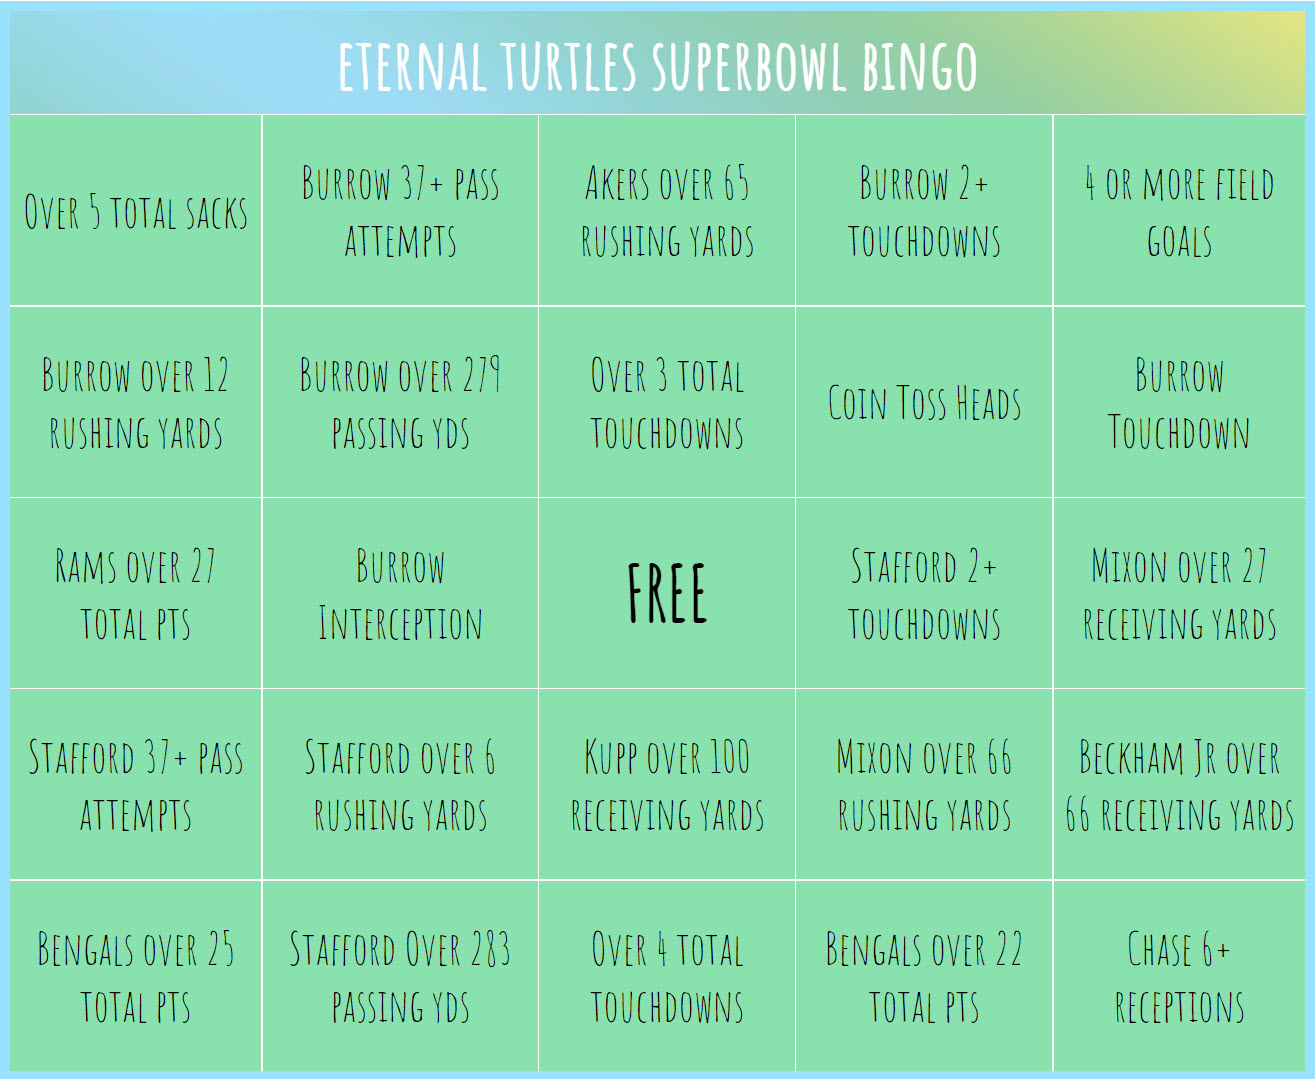 ETERNAL TURTLES SUPERBOWL BINGO
OVER 5 TOTAL SACKS
BURROW 37+ PASS
ATTEMPTS
AKERS OVER 65
RUSHING YARDS
BURROW 2+
TOUCHDOWNS
4 OR MORE FIELD
GOALS
BURROW OVER 12
RUSHING YARDS
BURROW OVER 279
PASSING YDS
OVER 3 TOTAL
TOUCHDOWNS
COIN TOSS HEADS
BURROW
TOUCHDOWN
RAMS OVER 27
TOTAL PTS
BURROW
INTERCEPTION
FREE
STAFFORD 2+
TOUCHDOWNS
MIXON OVER 27
RECEIVING YARDS
STAFFORD 37+ PASS
ATTEMPTS
STAFFORD OVER 6
RUSHING YARDS
KUPP OVER 100
RECEIVING YARDS
MIXON OVER 66
RUSHING YARDS
BECKHAM JR OVER
66 RECEIVING YARDS
BENGALS OVER 25
TOTAL PTS
STAFFORD OVER 283
PASSING YDS
OVER 4 TOTAL
TOUCHDOWNS
BENGALS OVER 22
TOTAL PTS
CHASE 6+
RECEPTIONS